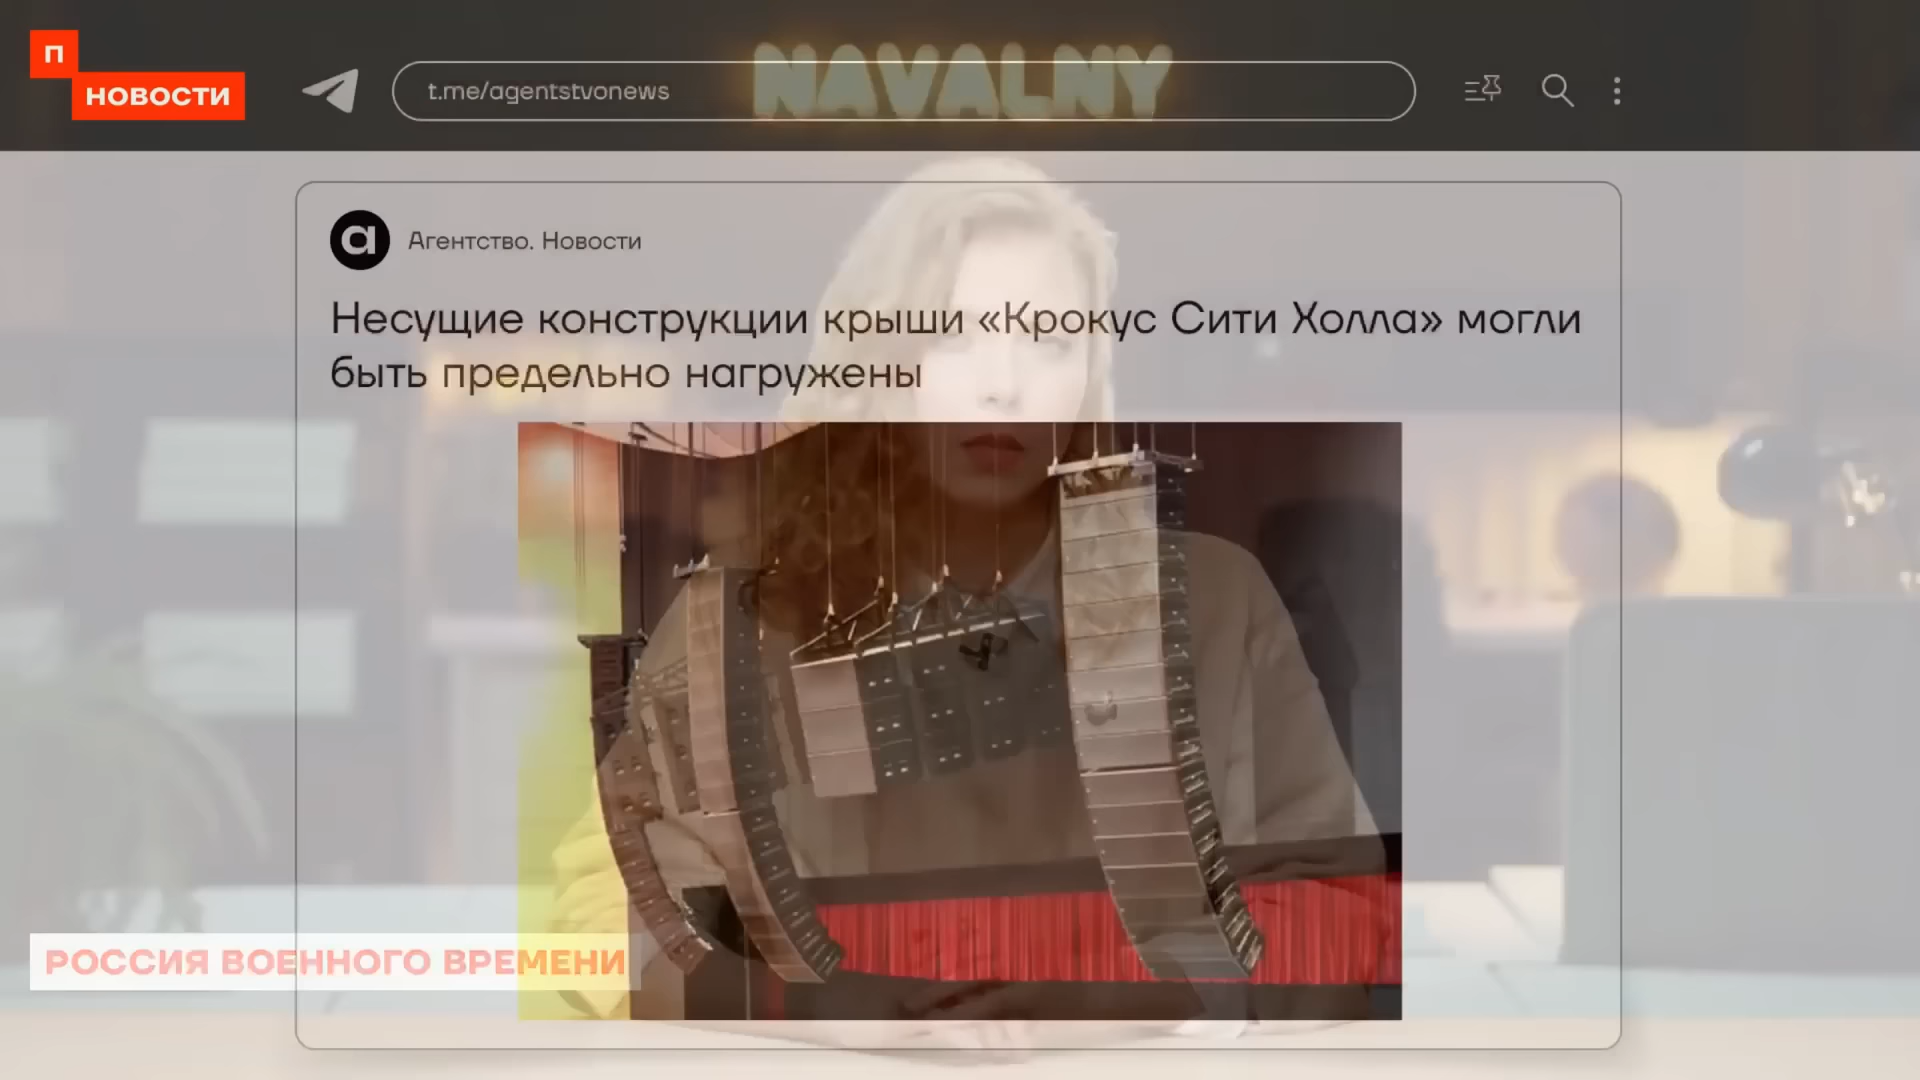 П
НОВОСТИ
t.me/agentstvonews
NAVALNY
a
Агентство. Новости
Несущие конструкции крыши «Крокус Сити Холла» могли
быть предельно нагружены
РОССИЯ ВОЕННОГО ВРЕМЕНИ